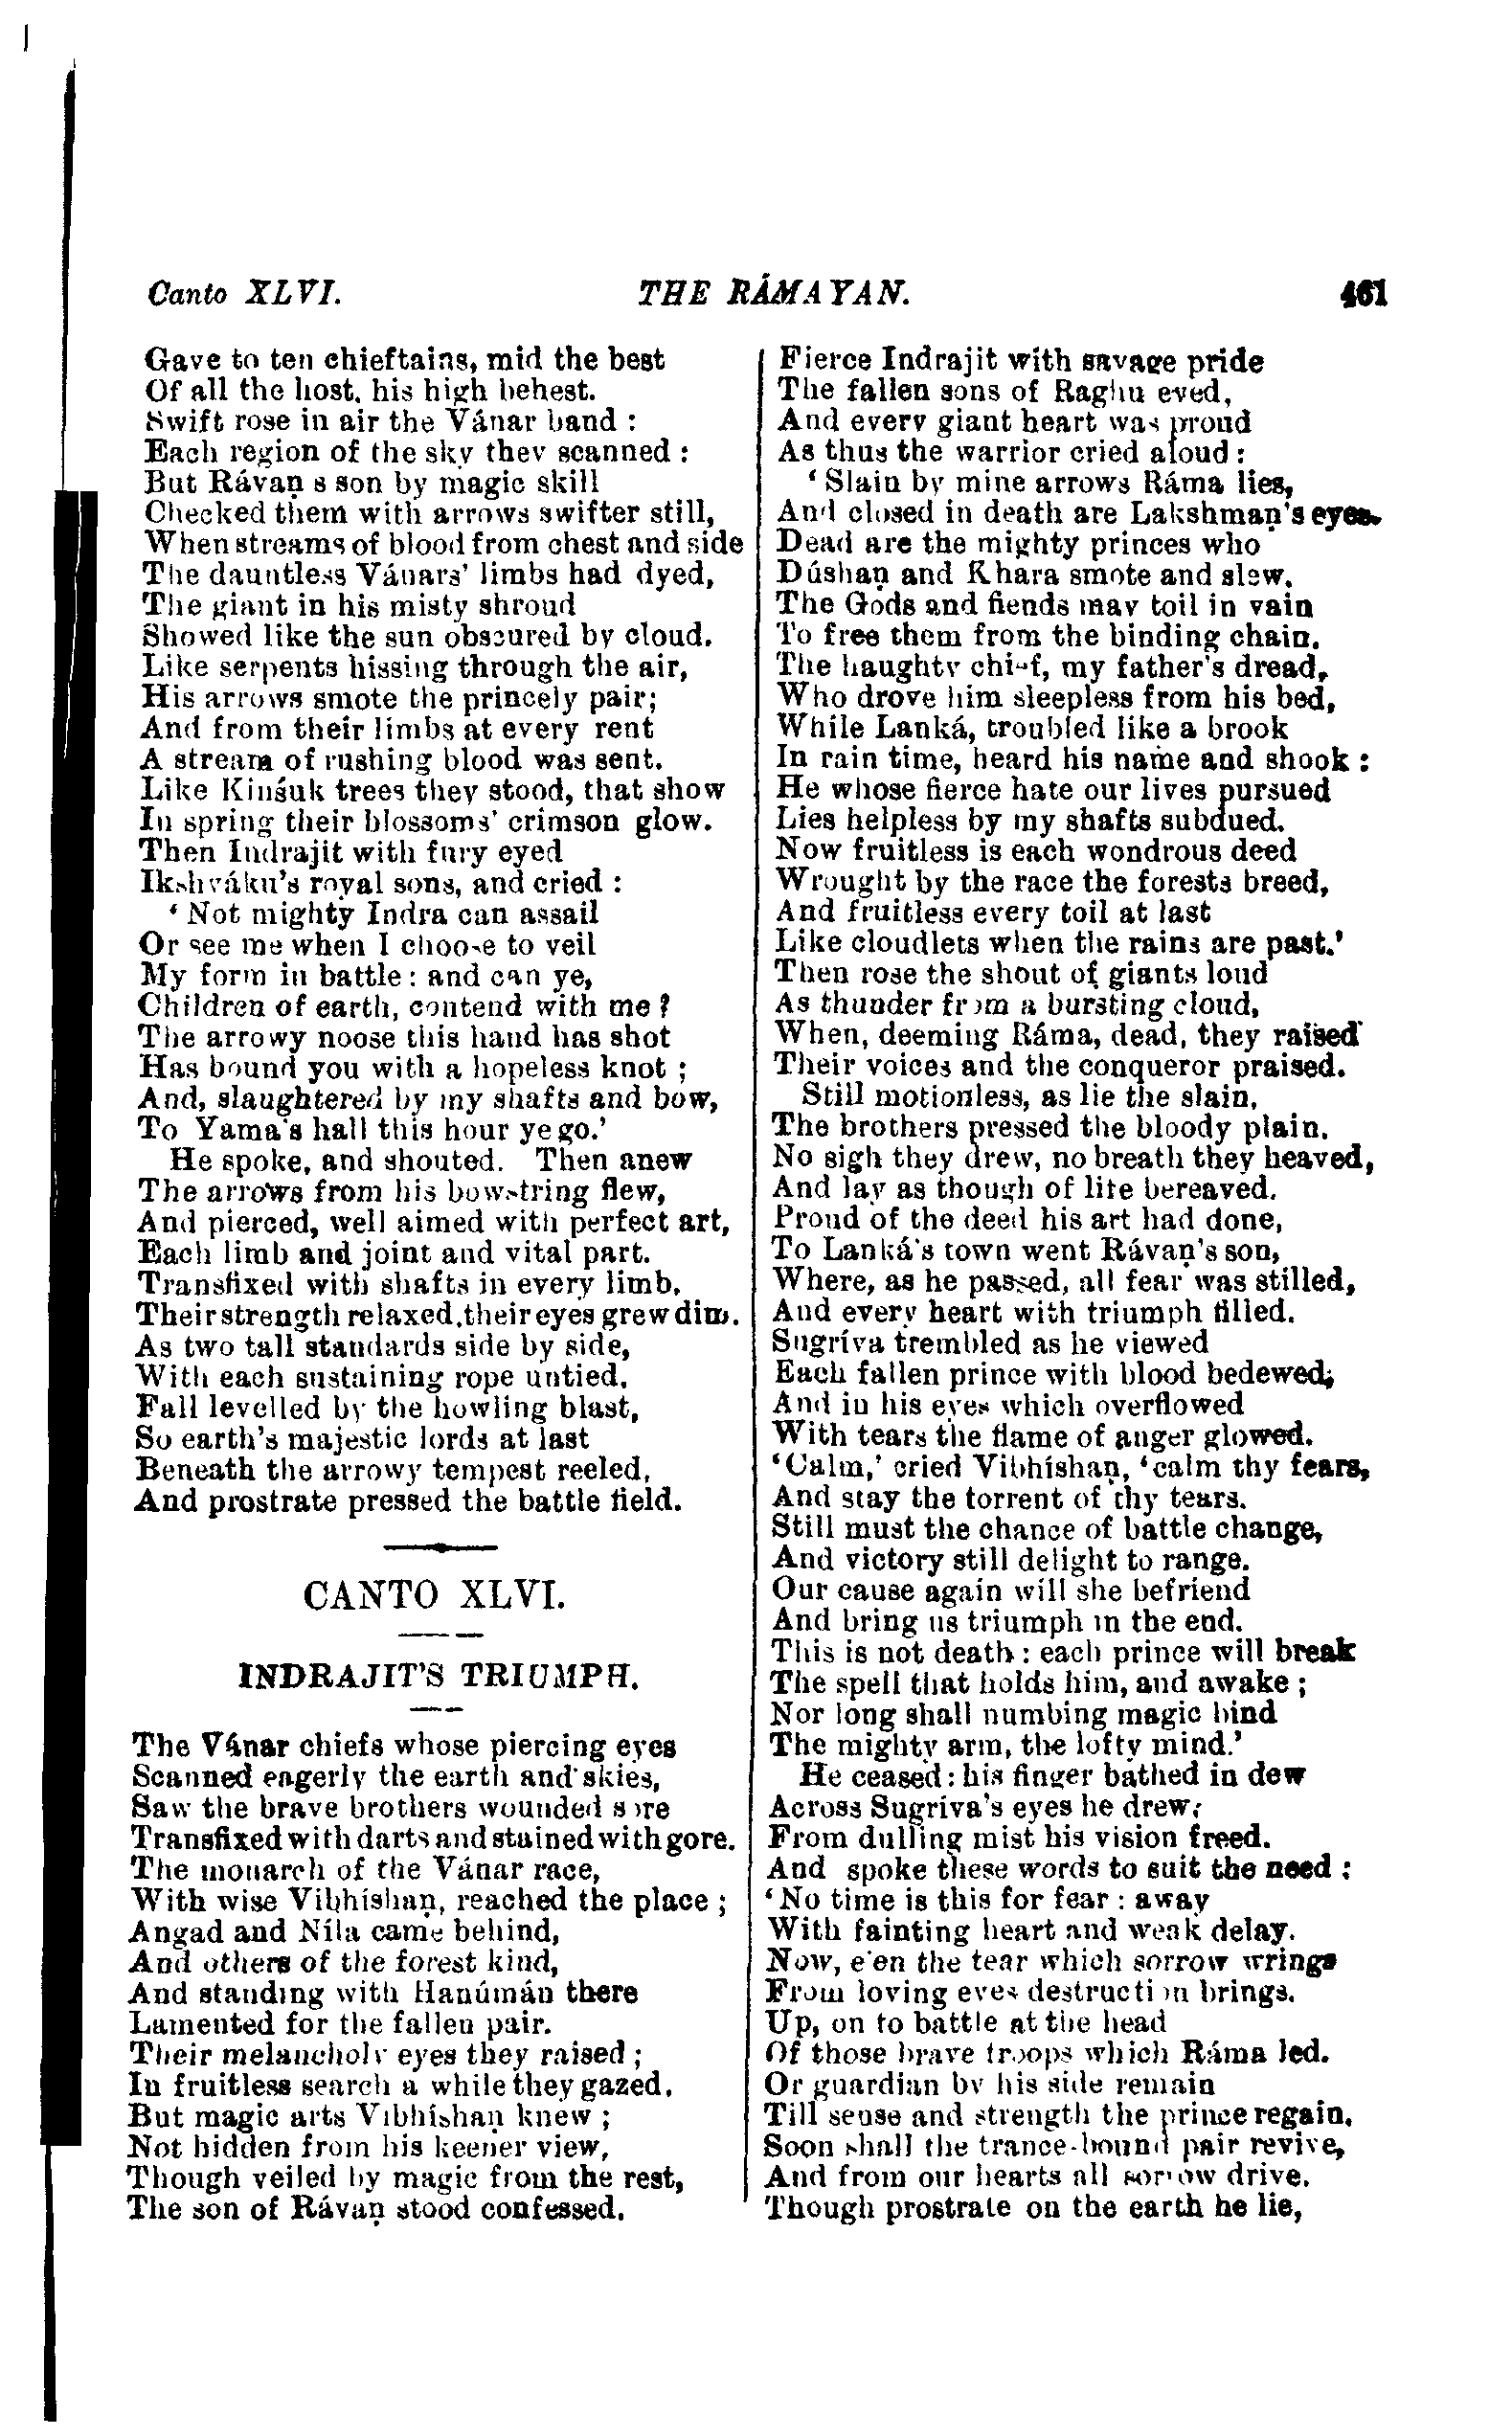 Canto XLVI. THE RÁMAYAN. 461
Gave to ten chieftains, mid the best
Of all the host, his high behest.
Swift rose in air the Vánar band :
Each region of the sky they scanned :
But Rávaṇ s son by magic skill
Checked them with arrows swifter still,
When streams of blood from chest and side
The dauntless Vánars' limbs had dyed,
The giant in his misty shroud
Showed like the sun obscured by cloud.
Like serpents hissing through the air,
His arrows smote the princely pair;
And from their limbs at every rent
A stream of rushing blood was sent.
Like Kinśuk trees they stood, that show
In spring their blossoms' crimson glow.
Then Indrajit with fury eyed
Ikshváku's royal sons, and cried :
‘ Not mighty Indra can assail
Or see me when I choose to veil
My form in battle : and can ye,
Children of earth, contend with me ?
The arrowy noose this hand has shot
Has bound you with a hopeless knot ;
And, slaughtered by my shafts and bow,
To Yama's hall this hour ye go.’
He spoke, and shouted. Then anew
The arrows from his bowstring flew,
And pierced, well aimed with perfect art,
Each limb and joint and vital part.
Transfixed with shafts in every limb,
Their strength relaxed, their eyes grew dim.
As two tall standards side by side,
With each sustaining rope untied,
Fall levelled by the howling blast,
So earth's majestic lords at last
Beneath the arrowy tempest reeled,
And prostrate pressed the battle field.
CANTO XLVI.
INDRAJIT'S TRIUMPH.
The Vánar chiefs whose piercing eyes
Scanned eagerly the earth and skies,
Saw the brave brothers wounded sore
Transfixed with darts and stained with gore.
The monarch of the Vánar race,
With wise Vibhíshaṇ, reached the place ;
Angad and Níla came behind,
And others of the forest kind,
And standing with Hanúmán there
Lamented for the fallen pair.
Their melancholy eyes they raised ;
In fruitless search a while they gazed.
But magic arts Vibhíshaṇ knew ;
Not hidden from his keener view,
Though veiled by magic from the rest,
The son of Rávaṇ stood confessed.
Fierce Indrajit with savage pride
The fallen sons of Raghu eyed,
And every giant heart was proud
As thus the warrior cried aloud :
‘ Slain by mine arrows Ráma lies,
And closed in death are Lakshmaṇ's eyes.
Dead are the mighty princes who
Dúshaṇ and Khara smote and slew.
The Gods and fiends may toil in vain
To free them from the binding chain.
The haughty chief, my father's dread,
Who drove him sleepless from his bed,
While Lanká, troubled like a brook
In rain time, heard his name and shook :
He whose fierce hate our lives pursued
Lies helpless by my shafts subdued.
Now fruitless is each wondrous deed
Wrought by the race the forests breed,
And fruitless every toil at last
Like cloudlets when the rains are past.’
Then rose the shout of giants loud
As thunder from a bursting cloud,
When, deeming Ráma, dead, they raised
Their voices and the conqueror praised.
Still motionless, as lie the slain,
The brothers pressed the bloody plain.
No sigh they drew, no breath they heaved,
And lay as though of life bereaved.
Proud of the deed his art had done,
To Lanká's town went Rávaṇ's son,
Where, as he passed, all fear was stilled,
And every heart with triumph filled.
Sugríva trembled as he viewed
Each fallen prince with blood bedewed;
And in his eyes which overflowed
With tears the flame of anger glowed.
‘Calm,’ cried Vibhíshaṇ, ‘calm thy fears,
And stay the torrent of thy tears.
Still must the chance of battle change,
And victory still delight to range.
Our cause again will she befriend
And bring us triumph in the end.
This is not death : each prince will break
The spell that holds him, and awake ;
Nor long shall numbing magic bind
The mighty arm, the lofty mind.’
He ceased : his finger bathed in dew
Across Sugríva's eyes he drew;
From dulling mist his vision freed.
And spoke these words to suit the need :
‘No time is this for fear : away
With fainting heart and weak delay.
Now, e'en the tear which sorrow wrings
From loving eyes destruction brings.
Up, on to battle at the head
Of those brave troops which Ráma led.
Or guardian by his side remain
Till sense and strength the prince regain.
Soon shall the trance-bound pair revive,
And from our hearts all sorrow drive.
Though prostrate on the earth he lie,